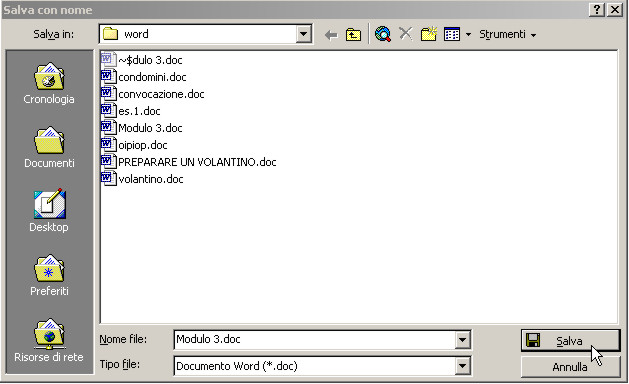 Salva con nome
Salva in: word Strumenti
~$dulo 3.doc
condomini.doc
convocazione.doc
es.1.doc
Modulo 3.doc
oipiop.doc
PREPARARE UN VOLANTINO.doc
volantino.doc
Cronologia
Documenti
Desktop
Preferiti
Risorse di rete
Nome file: Modulo 3.doc Salva
Tipo file: Documento Word (*.doc) Annulla